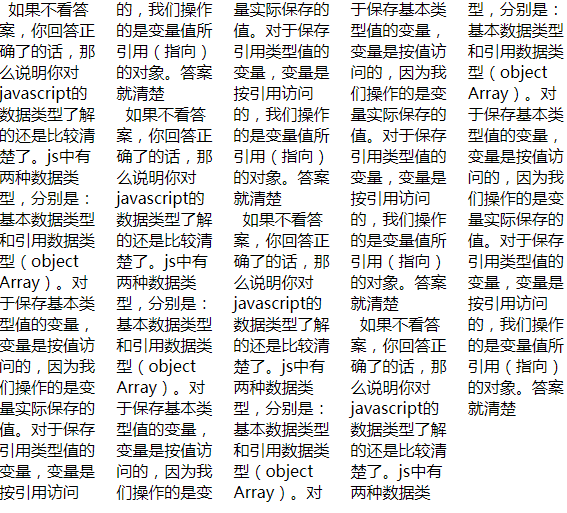 如果不看答
案，你回答正
确了的话，那
么说明你对
javascript的
数据类型了解
的还是比较清
楚了。js中有
两种数据类
型，分别是：
基本数据类型
和引用数据类
型（object
Array）。对
于保存基本类
型值的变量，
变量是按值访
问的，因为我
们操作的是变
量实际保存的
值。对于保存
引用类型值的
变量，变量是
按引用访问
的，我们操作
的是变量值所
引用（指向）
的对象。答案
就清楚
如果不看答
案，你回答正
确了的话，那
么说明你对
javascript的
数据类型了解
的还是比较清
楚了。js中有
两种数据类
型，分别是：
基本数据类型
和引用数据类
型（object
Array）。对
于保存基本类
型值的变量，
变量是按值访
问的，因为我
们操作的是变
量实际保存的
值。对于保存
引用类型值的
变量，变量是
按引用访问
的，我们操作
的是变量值所
引用（指向）
的对象。答案
就清楚
如果不看答
案，你回答正
确了的话，那
么说明你对
javascript的
数据类型了解
的还是比较清
楚了。js中有
两种数据类
型，分别是：
基本数据类型
和引用数据类
型（object
Array）。对
于保存基本类
型值的变量，
变量是按值访
问的，因为我
们操作的是变
量实际保存的
值。对于保存
引用类型值的
变量，变量是
按引用访问
的，我们操作
的是变量值所
引用（指向）
的对象。答案
就清楚
如果不看答
案，你回答正
确了的话，那
么说明你对
javascript的
数据类型了解
的还是比较清
楚了。js中有
两种数据类
型，分别是：
基本数据类型
和引用数据类
型（object
Array）。对
于保存基本类
型值的变量，
变量是按值访
问的，因为我
们操作的是变
量实际保存的
值。对于保存
引用类型值的
变量，变量是
按引用访问
的，我们操作
的是变量值所
引用（指向）
的对象。答案
就清楚